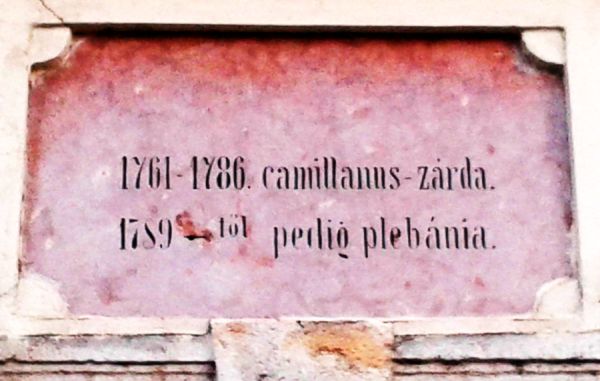 1761-1786. camillanus-zárda.
1789-től pedig plebánia.